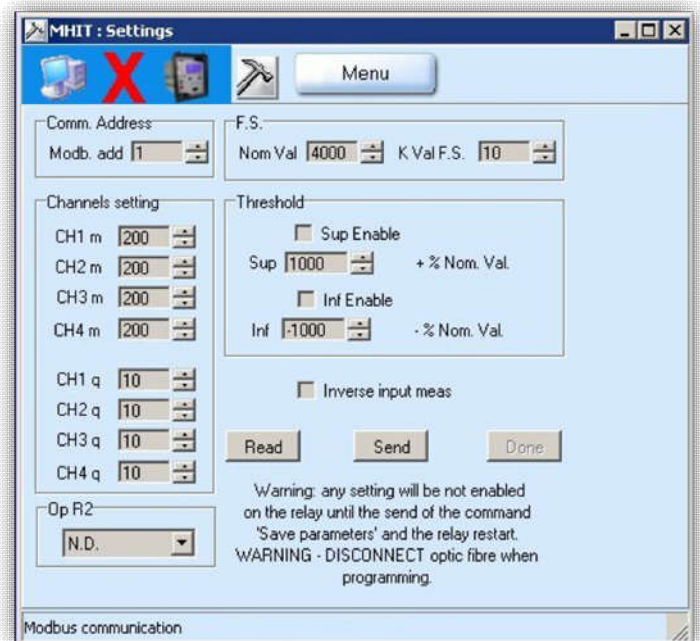 MHIT : Settings
Menu
Comm. Address
Modb. add 1
F.S.
Nom Val 4000 K Val F.S. 10
Channels setting
CH1 m 200
CH2 m 200
CH3 m 200
CH4 m 200
CH1 q 10
CH2 q 10
CH3 q 10
CH4 q 10
Op R2
N.D.
Threshold
Sup Enable
Sup 1000 + % Nom. Val.
Inf Enable
Inf -1000 - % Nom. Val.
Inverse input meas
Read Send Done
Warning: any setting will be not enabled
on the relay until the send of the command
'Save parameters' and the relay restart.
WARNING - DISCONNECT optic fibre when
programming.
Modbus communication